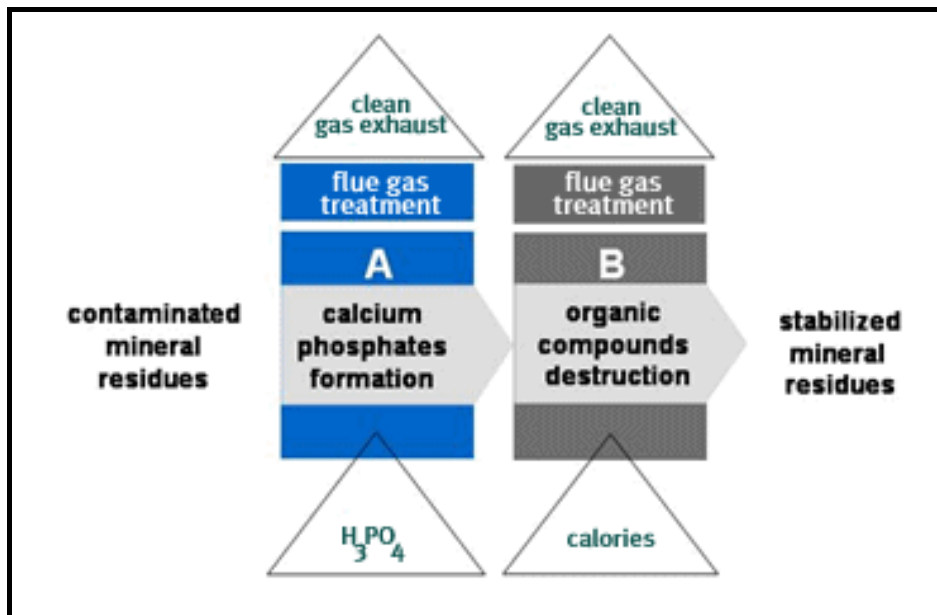 clean
gas exhaust
clean
gas exhaust
flue gas
treatment
flue gas
treatment
A
B
contaminated
mineral
residues
calcium
phosphates
formation
organic
compounds
destruction
stabilized
mineral
residues
H3PO4
calories